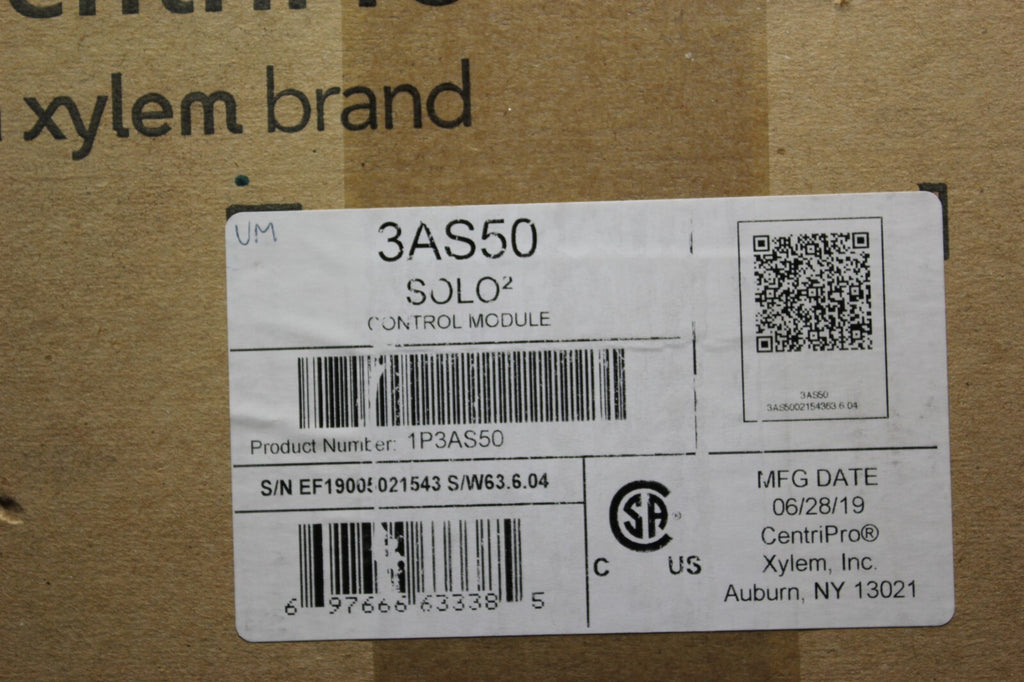 xylem brand
UM
3AS50
SOLO²
CONTROL MODULE
Product Number: 1P3AS50
S/N EF19005021543 S/W63.6.04
6 97666 63338 5
3AS50
3AS5002154363.6.04
C US
MFG DATE
06/28/19
CentriPro®
Xylem, Inc.
Auburn, NY 13021